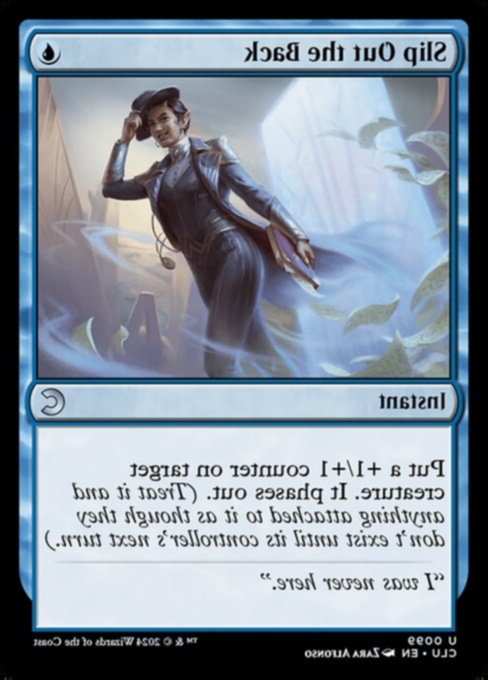 Slip Out the Back
Instant
Put a +1/+1 counter on target
creature. It phases out. (Treat it and
anything attached to it as though they
don't exist until its controller's next turn.)
"I was never here."
U 0099
CLU • EN ZARA ALFONSO
™ & © 2024 Wizards of the Coast